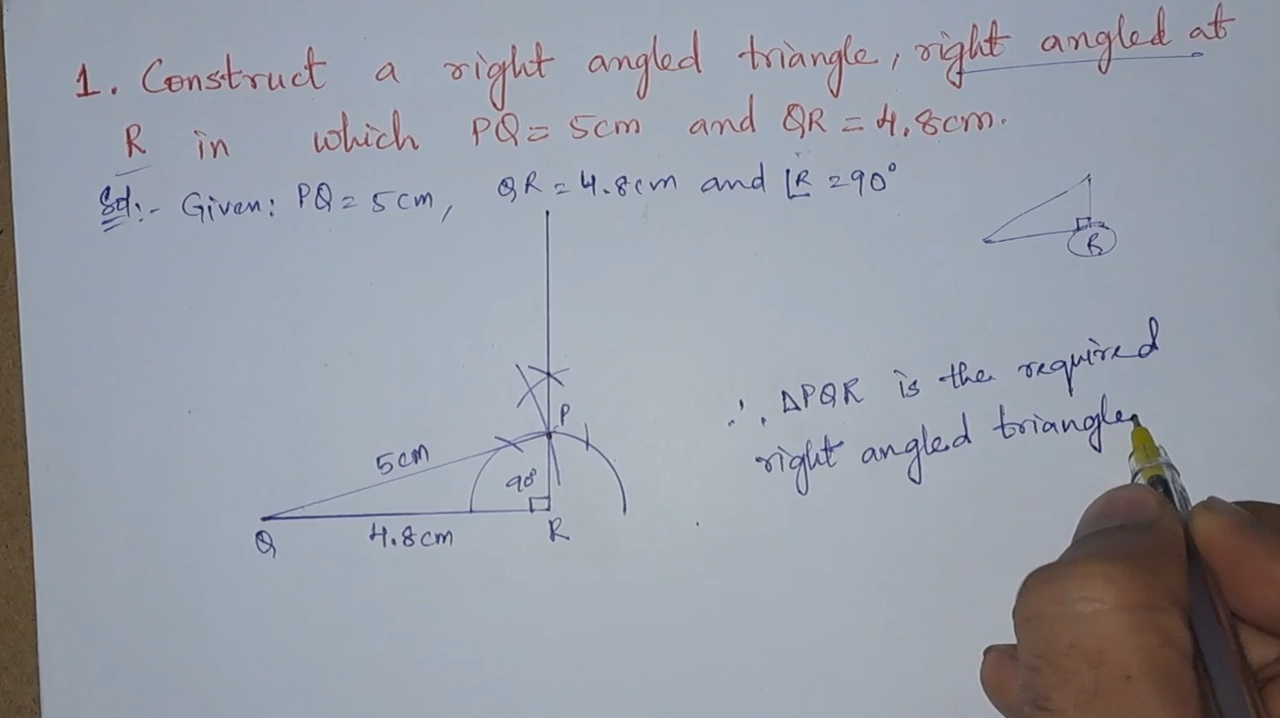 1. Construct a right angled triangle, right angled at
R in which PQ = 5cm and QR = 4.8cm.
Sol:- Given: PQ = 5cm, QR = 4.8cm and ∠R = 90°
R
P
5cm
90°
Q
4.8cm
R
∴ ΔPQR is the required
right angled triangle